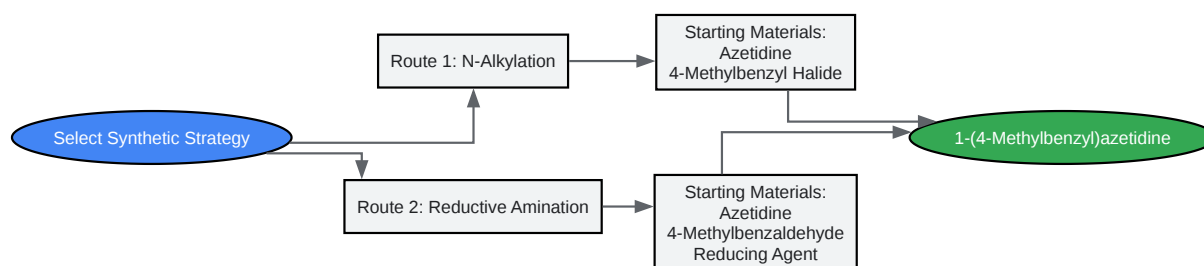 Select Synthetic Strategy
Route 1: N-Alkylation
Starting Materials:
Azetidine
4-Methylbenzyl Halide
Route 2: Reductive Amination
Starting Materials:
Azetidine
4-Methylbenzaldehyde
Reducing Agent
1-(4-Methylbenzyl)azetidine